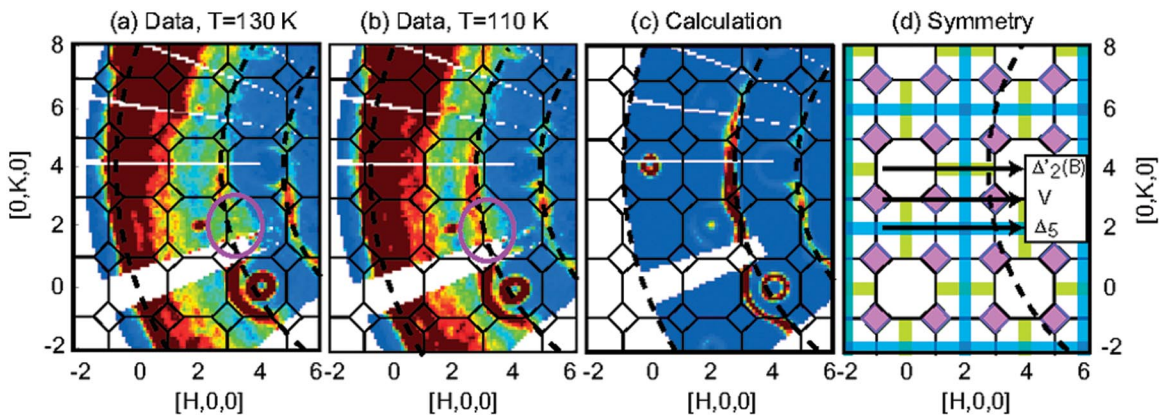 (a) Data, T=130 K
(b) Data, T=110 K
(c) Calculation
(d) Symmetry
8
6
4
2
0
-2
[0,K,0]
8
6
4
2
0
-2
[0,K,0]
Δ'2(B)
V
Δ5
-2 0 2 4 6
-2 0 2 4 6
-2 0 2 4 6
-2 0 2 4 6
[H,0,0]
[H,0,0]
[H,0,0]
[H,0,0]